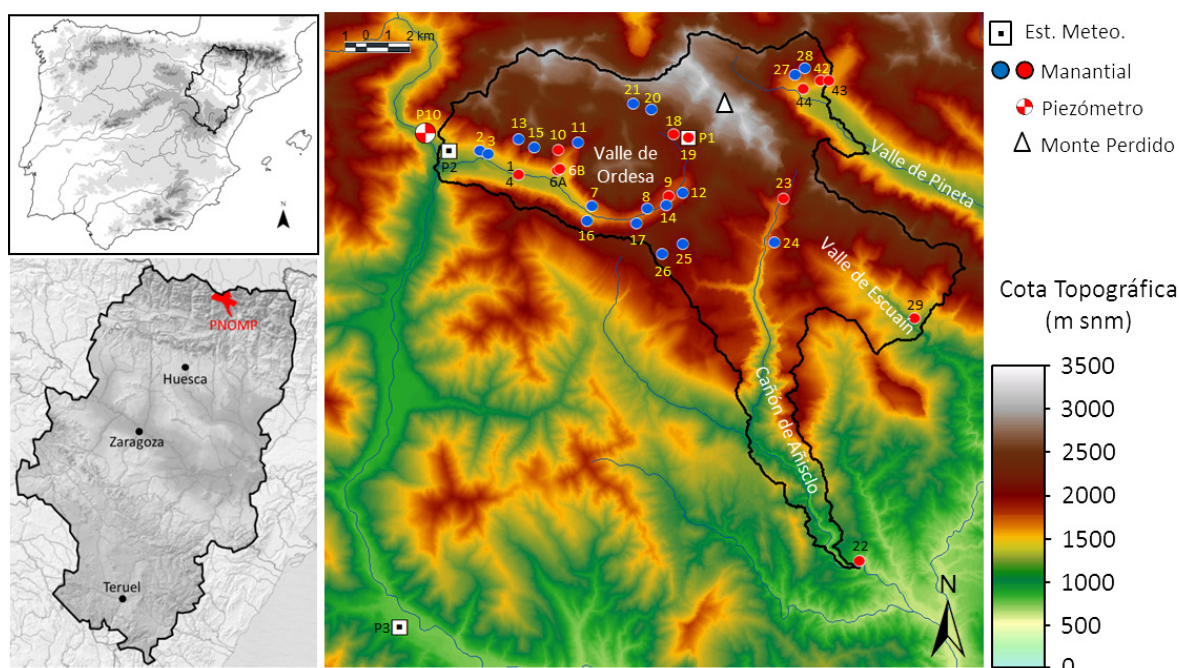 PNOMP
Huesca
Zaragoza
Teruel
1 0 1 2 km
P10
P2
2
3
13
15
10
11
1
4
6A
6B
21
20
18
P1
19
Valle de
Ordesa
7
8
9
12
14
16
17
25
26
27
28
42
43
44
Valle de Pineta
23
24
Valle de Escuain
29
Cañón de Añisclo
22
P3
N
Est. Meteo.
Manantial
Piezómetro
Monte Perdido
Cota Topográfica
(m snm)
3500
3000
2500
2000
1500
1000
500
0